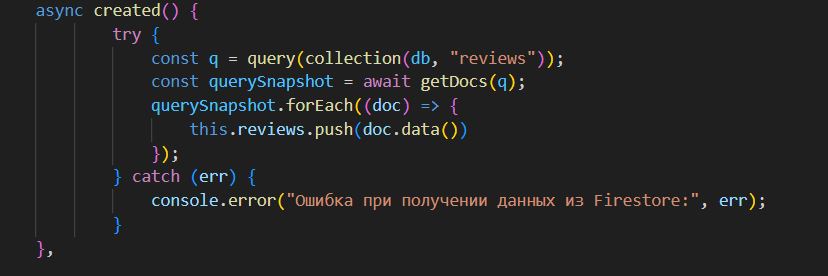 async created() {
try {
const q = query(collection(db, "reviews"));
const querySnapshot = await getDocs(q);
querySnapshot.forEach((doc) => {
this.reviews.push(doc.data())
});
} catch (err) {
console.error("Ошибка при получении данных из Firestore:", err);
}
},